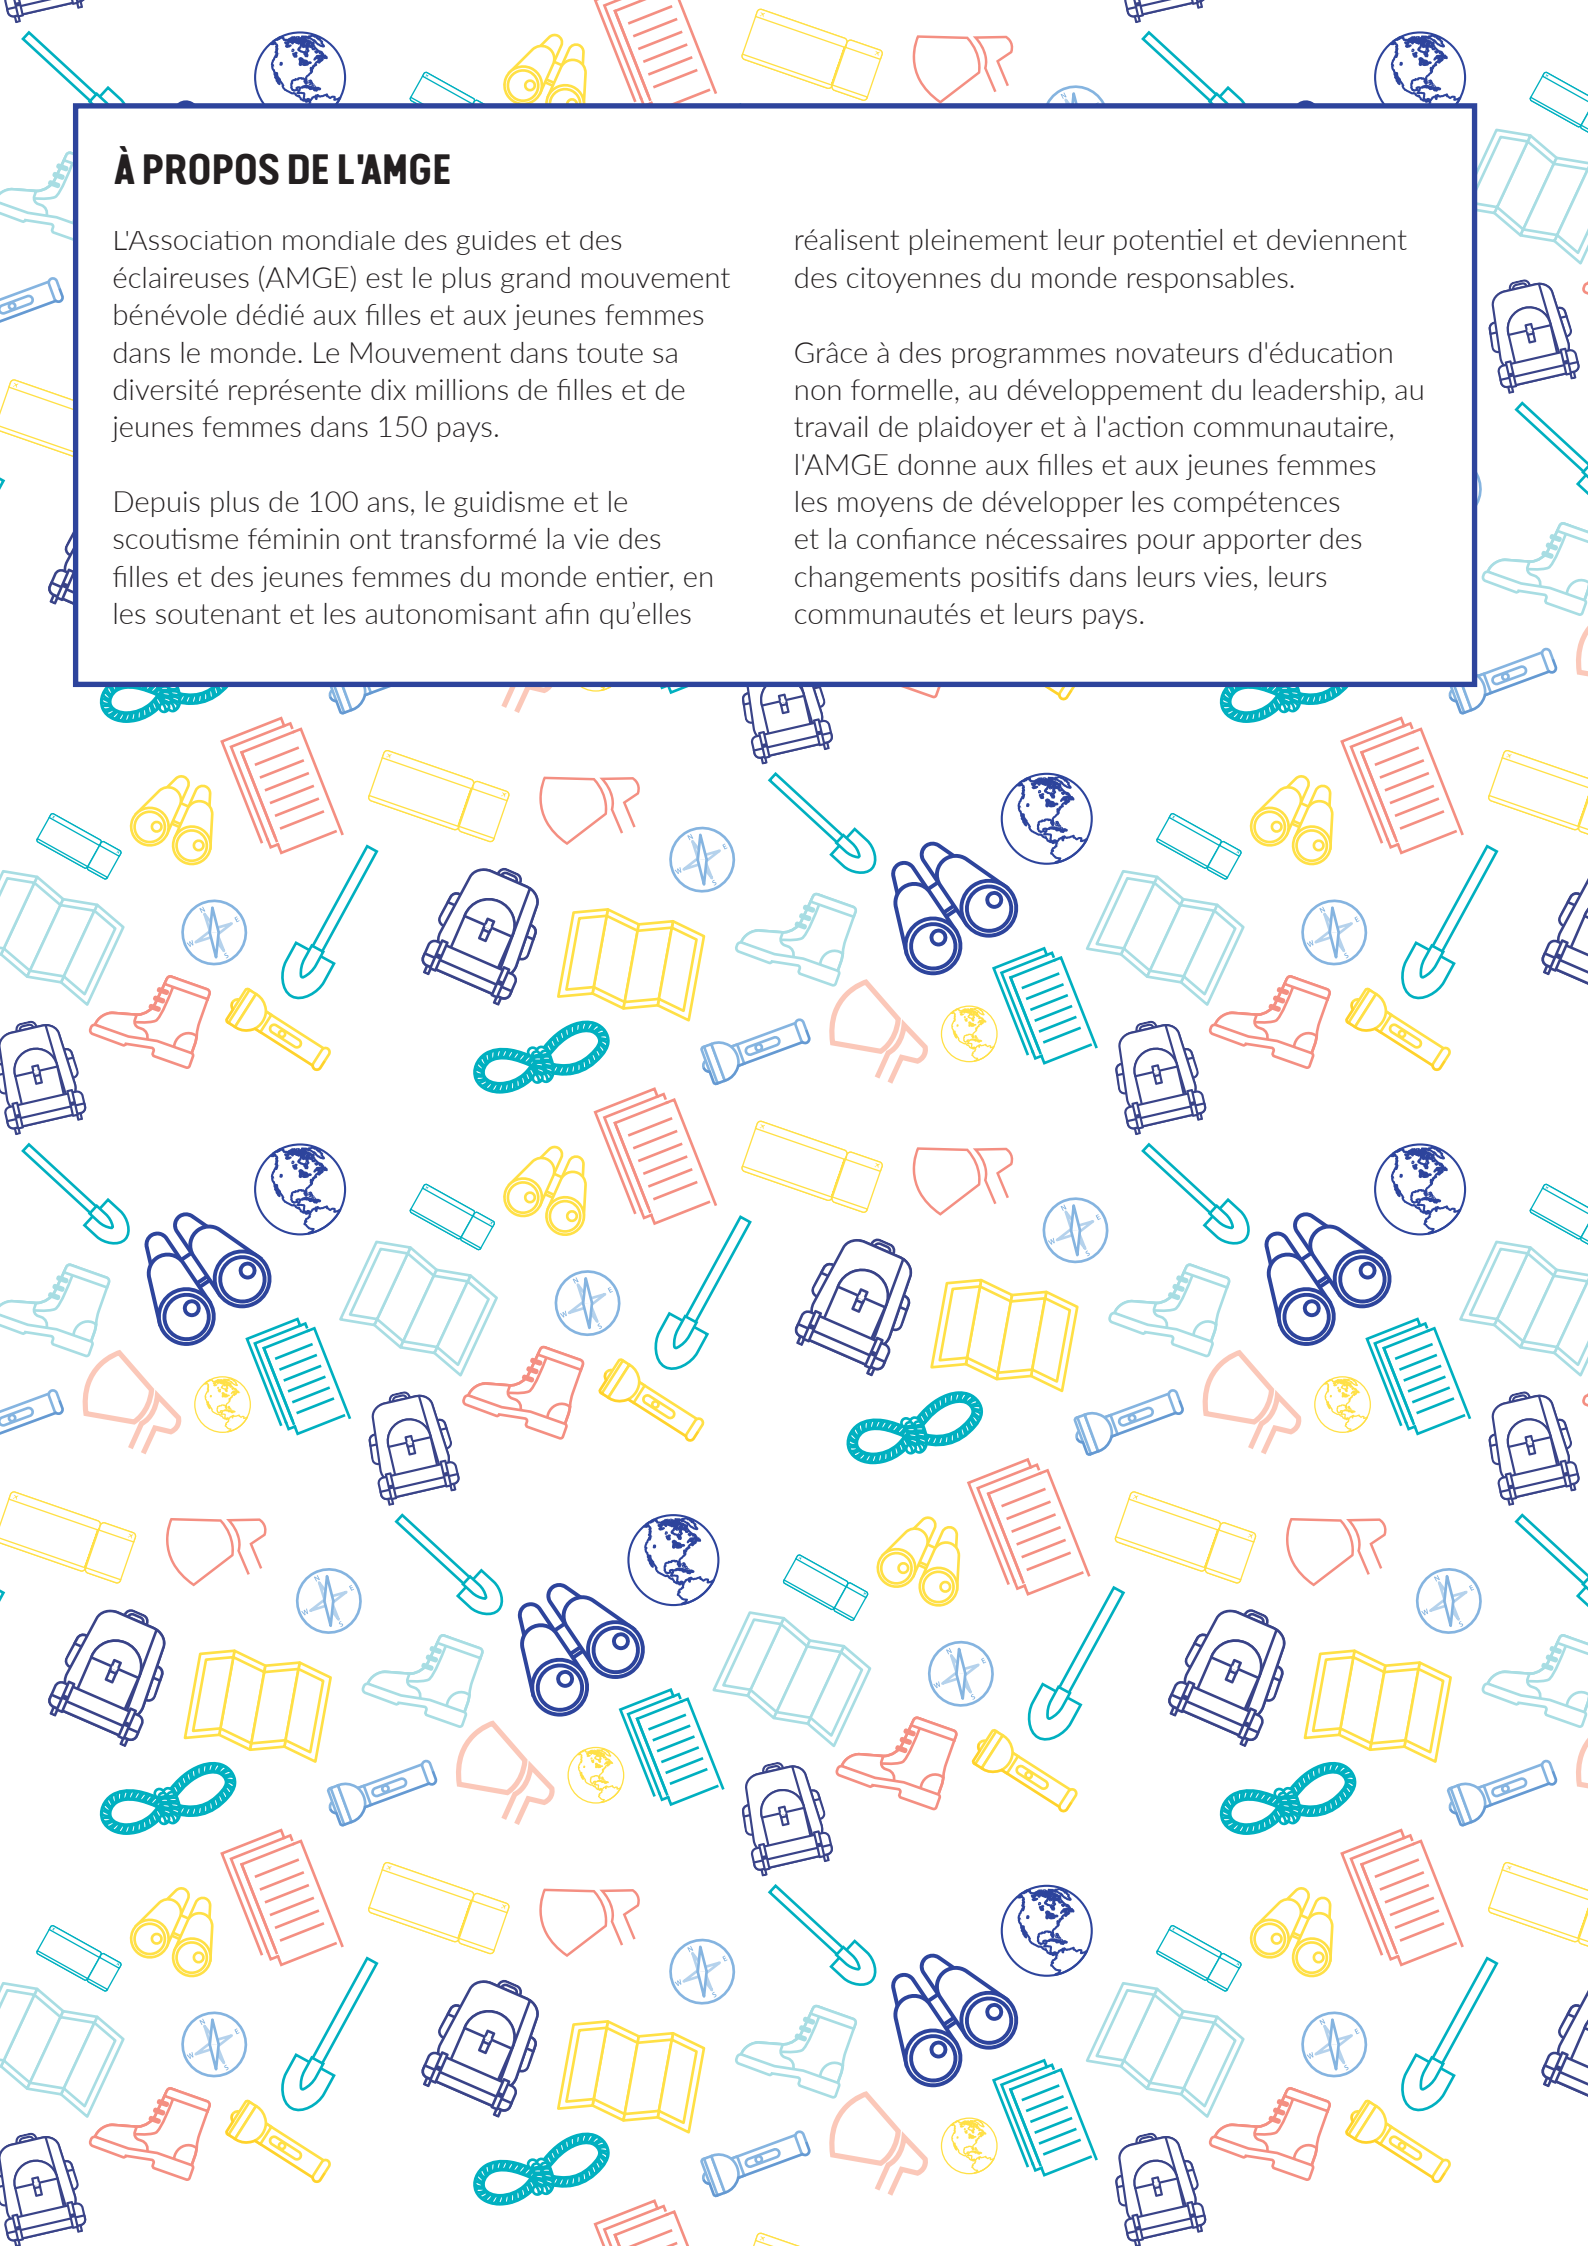 À PROPOS DE L'AMGE
L'Association mondiale des guides et des
éclaireuses (AMGE) est le plus grand mouvement
bénévole dédié aux filles et aux jeunes femmes
dans le monde. Le Mouvement dans toute sa
diversité représente dix millions de filles et de
jeunes femmes dans 150 pays.
Depuis plus de 100 ans, le guidisme et le
scoutisme féminin ont transformé la vie des
filles et des jeunes femmes du monde entier, en
les soutenant et les autonomisant afin qu’elles
réalisent pleinement leur potentiel et deviennent
des citoyennes du monde responsables.
Grâce à des programmes novateurs d'éducation
non formelle, au développement du leadership, au
travail de plaidoyer et à l'action communautaire,
l'AMGE donne aux filles et aux jeunes femmes
les moyens de développer les compétences
et la confiance nécessaires pour apporter des
changements positifs dans leurs vies, leurs
communautés et leurs pays.